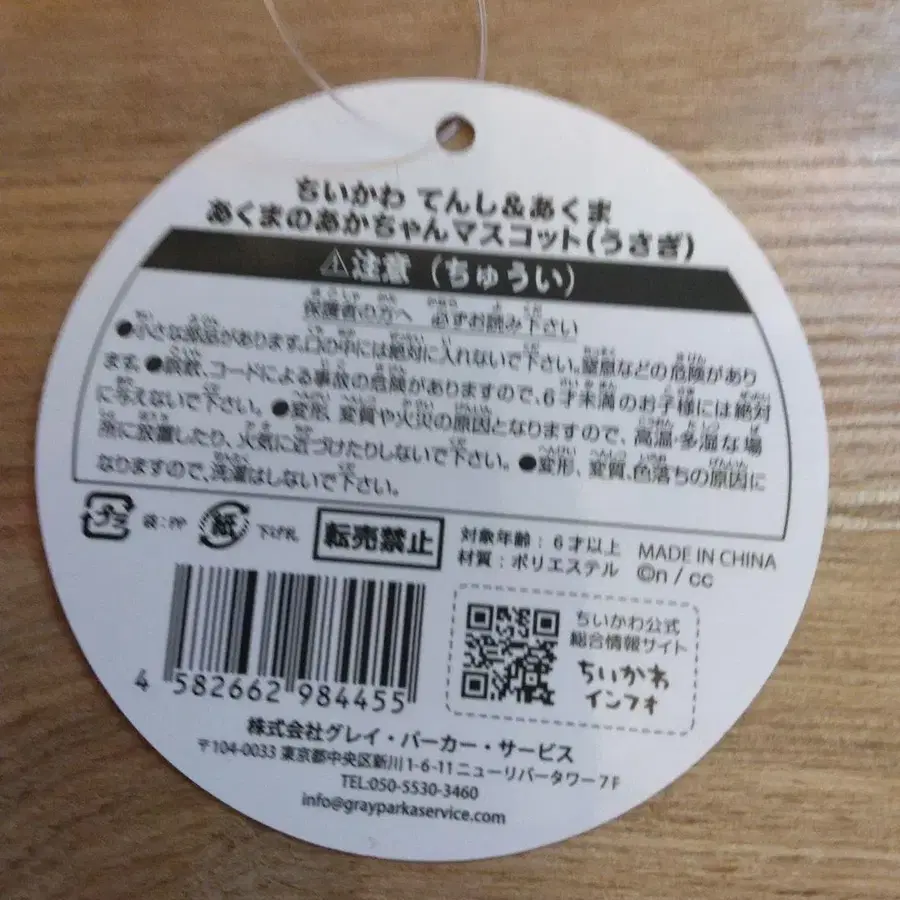 ちいかわ てんし&あくま
あくまのあかちゃんマスコット(うさぎ)
⚠注意(ちゅうい)
保護者の方へ 必ずお読み下さい
●小さな部品があります。口の中には絶対に入れないで下さい。窒息などの危険があり
ます。●誤飲、コードによる事故の危険がありますので、6才未満のお子様には絶対
に与えないで下さい。●変形、変質や火災の原因となりますので、高温・多湿な場
所に放置したり、火気に近づけたりしないで下さい。●変形、変質、色落ちの原因に
なりますので、洗濯はしないで下さい。
プラ 袋:PP 紙 下げ札 転売禁止
対象年齢:6才以上
材質:ポリエステル
MADE IN CHINA
©n / cc
4 582662 984455
ちいかわ公式
総合情報サイト
ちいかわ
インフォ
株式会社グレイ・パーカー・サービス
〒104-0033 東京都中央区新川1-6-11ニューリバータワー7F
TEL:050-5530-3460
info@grayparkaservice.com